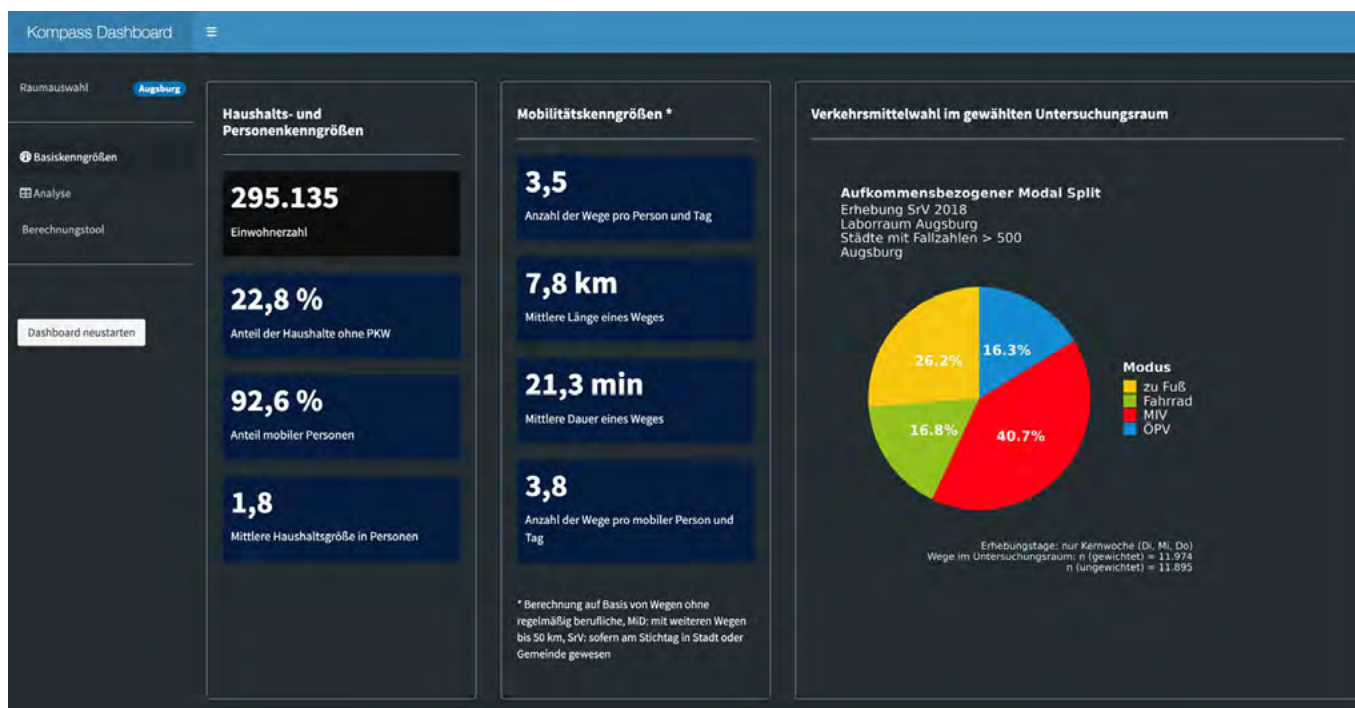 Kompass Dashboard
Raumauswahl
Augsburg
Basiskenngrößen
Analyse
Berechnungstool
Dashboard neustarten
Haushalts- und
Personenkenngrößen
295.135
Einwohnerzahl
22,8 %
Anteil der Haushalte ohne PKW
92,6 %
Anteil mobiler Personen
1,8
Mittlere Haushaltsgröße in Personen
Mobilitätskenngrößen *
3,5
Anzahl der Wege pro Person und Tag
7,8 km
Mittlere Länge eines Weges
21,3 min
Mittlere Dauer eines Weges
3,8
Anzahl der Wege pro mobiler Person und
Tag
* Berechnung auf Basis von Wegen ohne
regelmäßig berufliche, MiD: mit weiteren Wegen
bis 50 km, SrV: sofern am Stichtag in Stadt oder
Gemeinde gewesen
Verkehrsmittelwahl im gewählten Untersuchungsraum
Aufkommensbezogener Modal Split
Erhebung SrV 2018
Laborraum Augsburg
Städte mit Fallzahlen > 500
Augsburg
26.2%
16.3%
16.8%
40.7%
Modus
zu Fuß
Fahrrad
MIV
ÖPV
Erhebungstage: nur Kernwoche (Di, Mi, Do)
Wege im Untersuchungsraum: n (gewichtet) = 11.974
n (ungewichtet) = 11.895